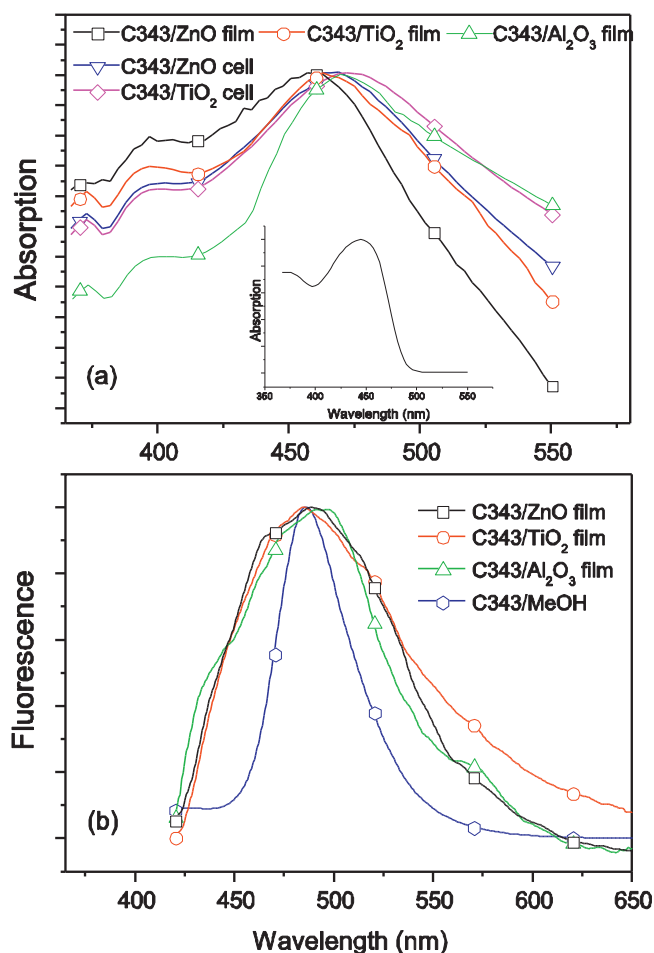 C343/ZnO film C343/TiO₂ film C343/Al₂O₃ film
C343/ZnO cell
C343/TiO₂ cell
Absorption
(a)
Absorption
350 400 450 500 550
Wavelength (nm)
400 450 500 550
C343/ZnO film
C343/TiO₂ film
C343/Al₂O₃ film
C343/MeOH
Fluorescence
(b)
400 450 500 550 600 650
Wavelength (nm)